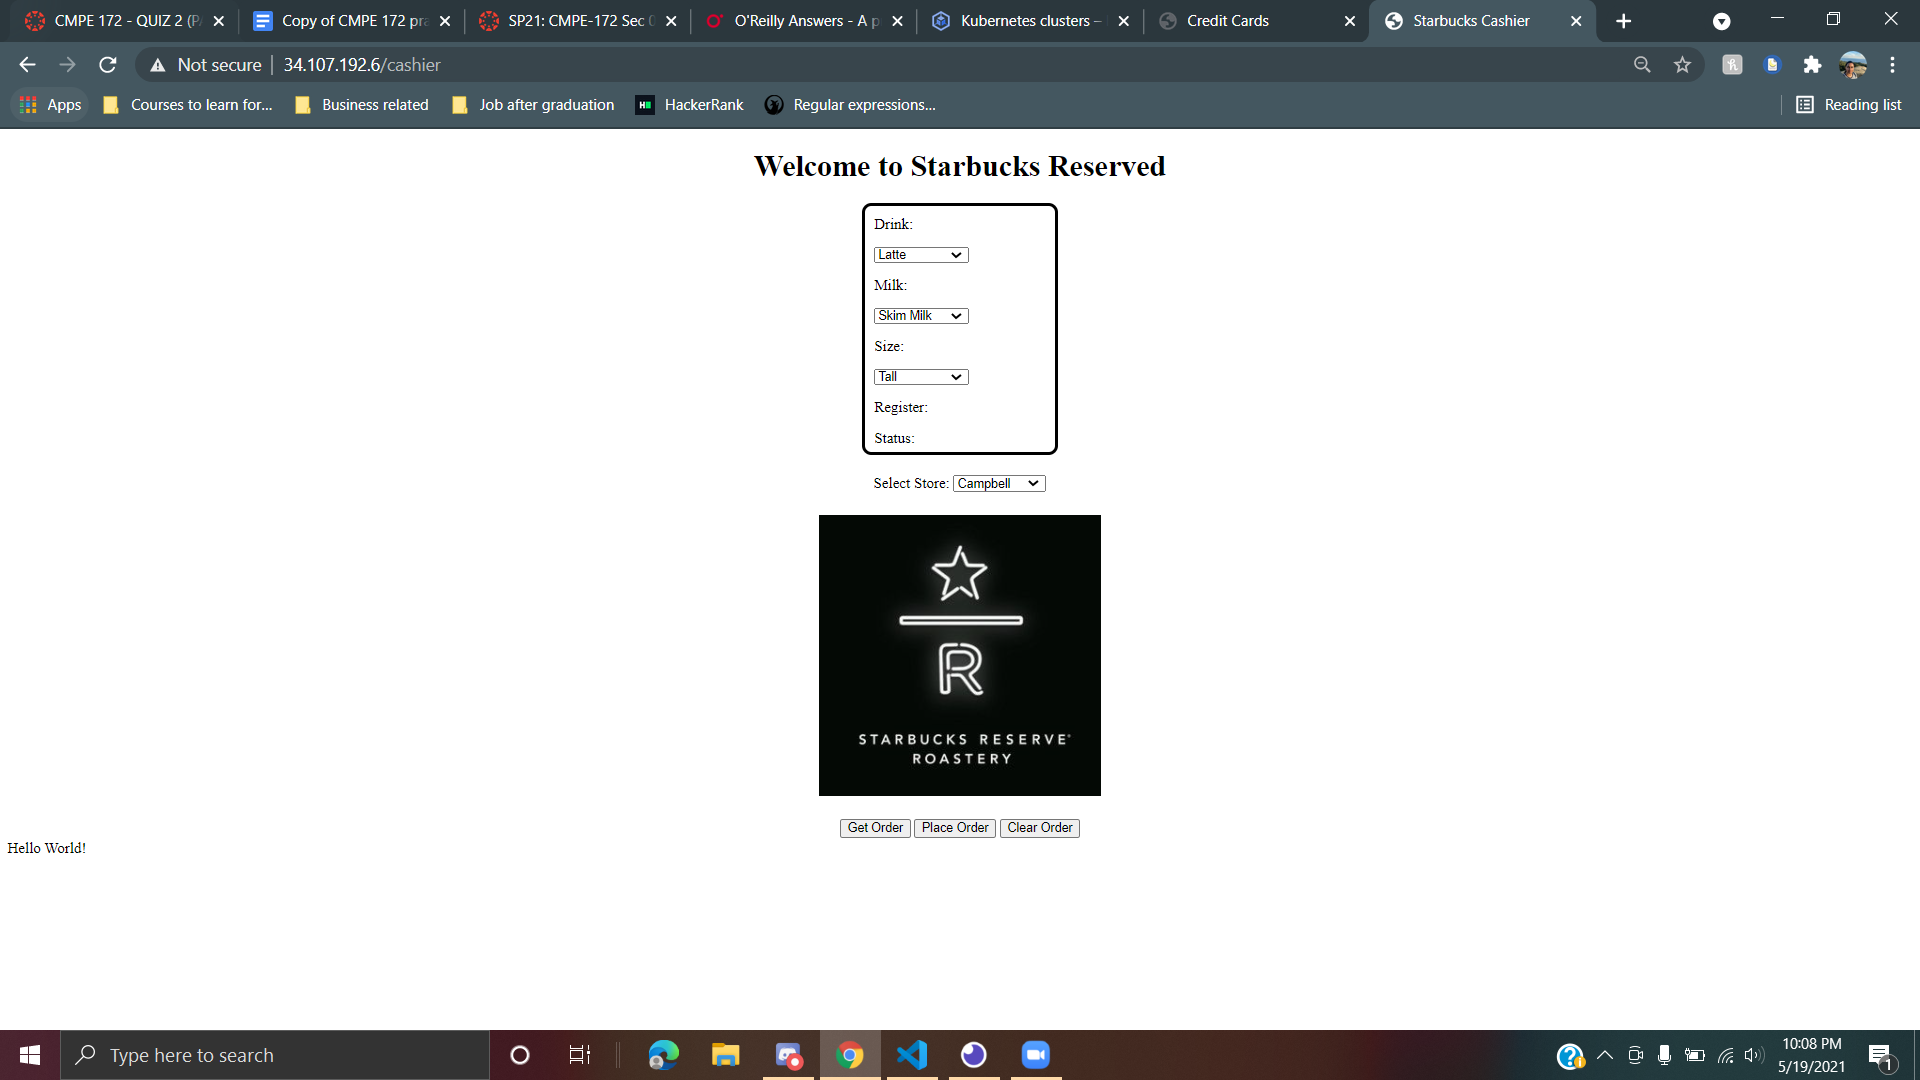 CMPE 172 - QUIZ 2 (P
Copy of CMPE 172 pra
SP21: CMPE-172 Sec 0
O'Reilly Answers - A p
Kubernetes clusters –
Credit Cards
Starbucks Cashier
Not secure
34.107.192.6/cashier
Apps
Courses to learn for...
Business related
Job after graduation
HackerRank
Regular expressions...
Reading list
Welcome to Starbucks Reserved
Drink:
Latte
Milk:
Skim Milk
Size:
Tall
Register:
Status:
Select Store: Campbell
R
STARBUCKS RESERVE
ROASTERY
Get Order Place Order Clear Order
Hello World!
Type here to search
10:08 PM
5/19/2021
1